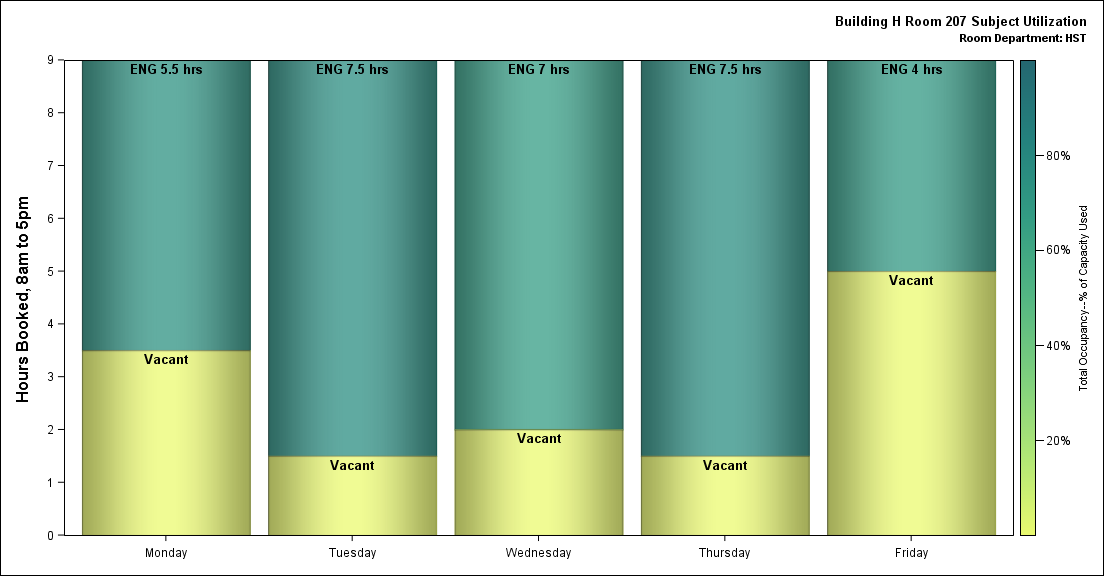 Building H Room 207 Subject Utilization
Room Department: HST
Hours Booked, 8am to 5pm
9
8
7
6
5
4
3
2
1
0
ENG 5.5 hrs
ENG 7.5 hrs
ENG 7 hrs
ENG 7.5 hrs
ENG 4 hrs
Vacant
Vacant
Vacant
Vacant
Vacant
Monday
Tuesday
Wednesday
Thursday
Friday
80%
60%
40%
20%
Total Occupancy--% of Capacity Used